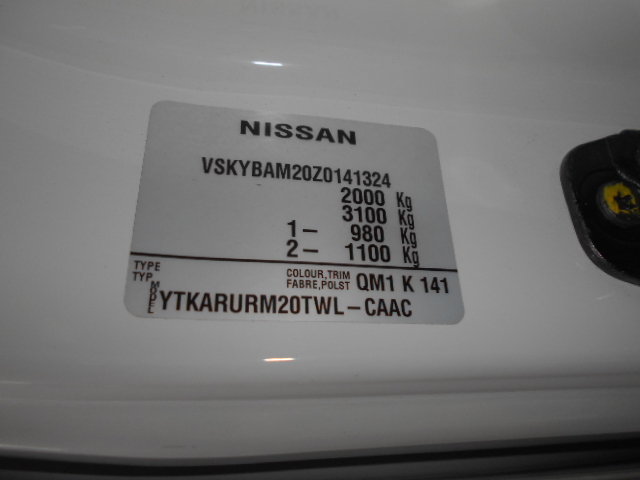 NISSAN
VSKYBAM20Z0141324
2000 Kg
3100 Kg
1- 980 Kg
2- 1100 Kg
TYPE
TYP.
COLOUR,TRIM
FABRE,POLST QM1 K 141
MODEL YTKARURM20TWL-CAAC